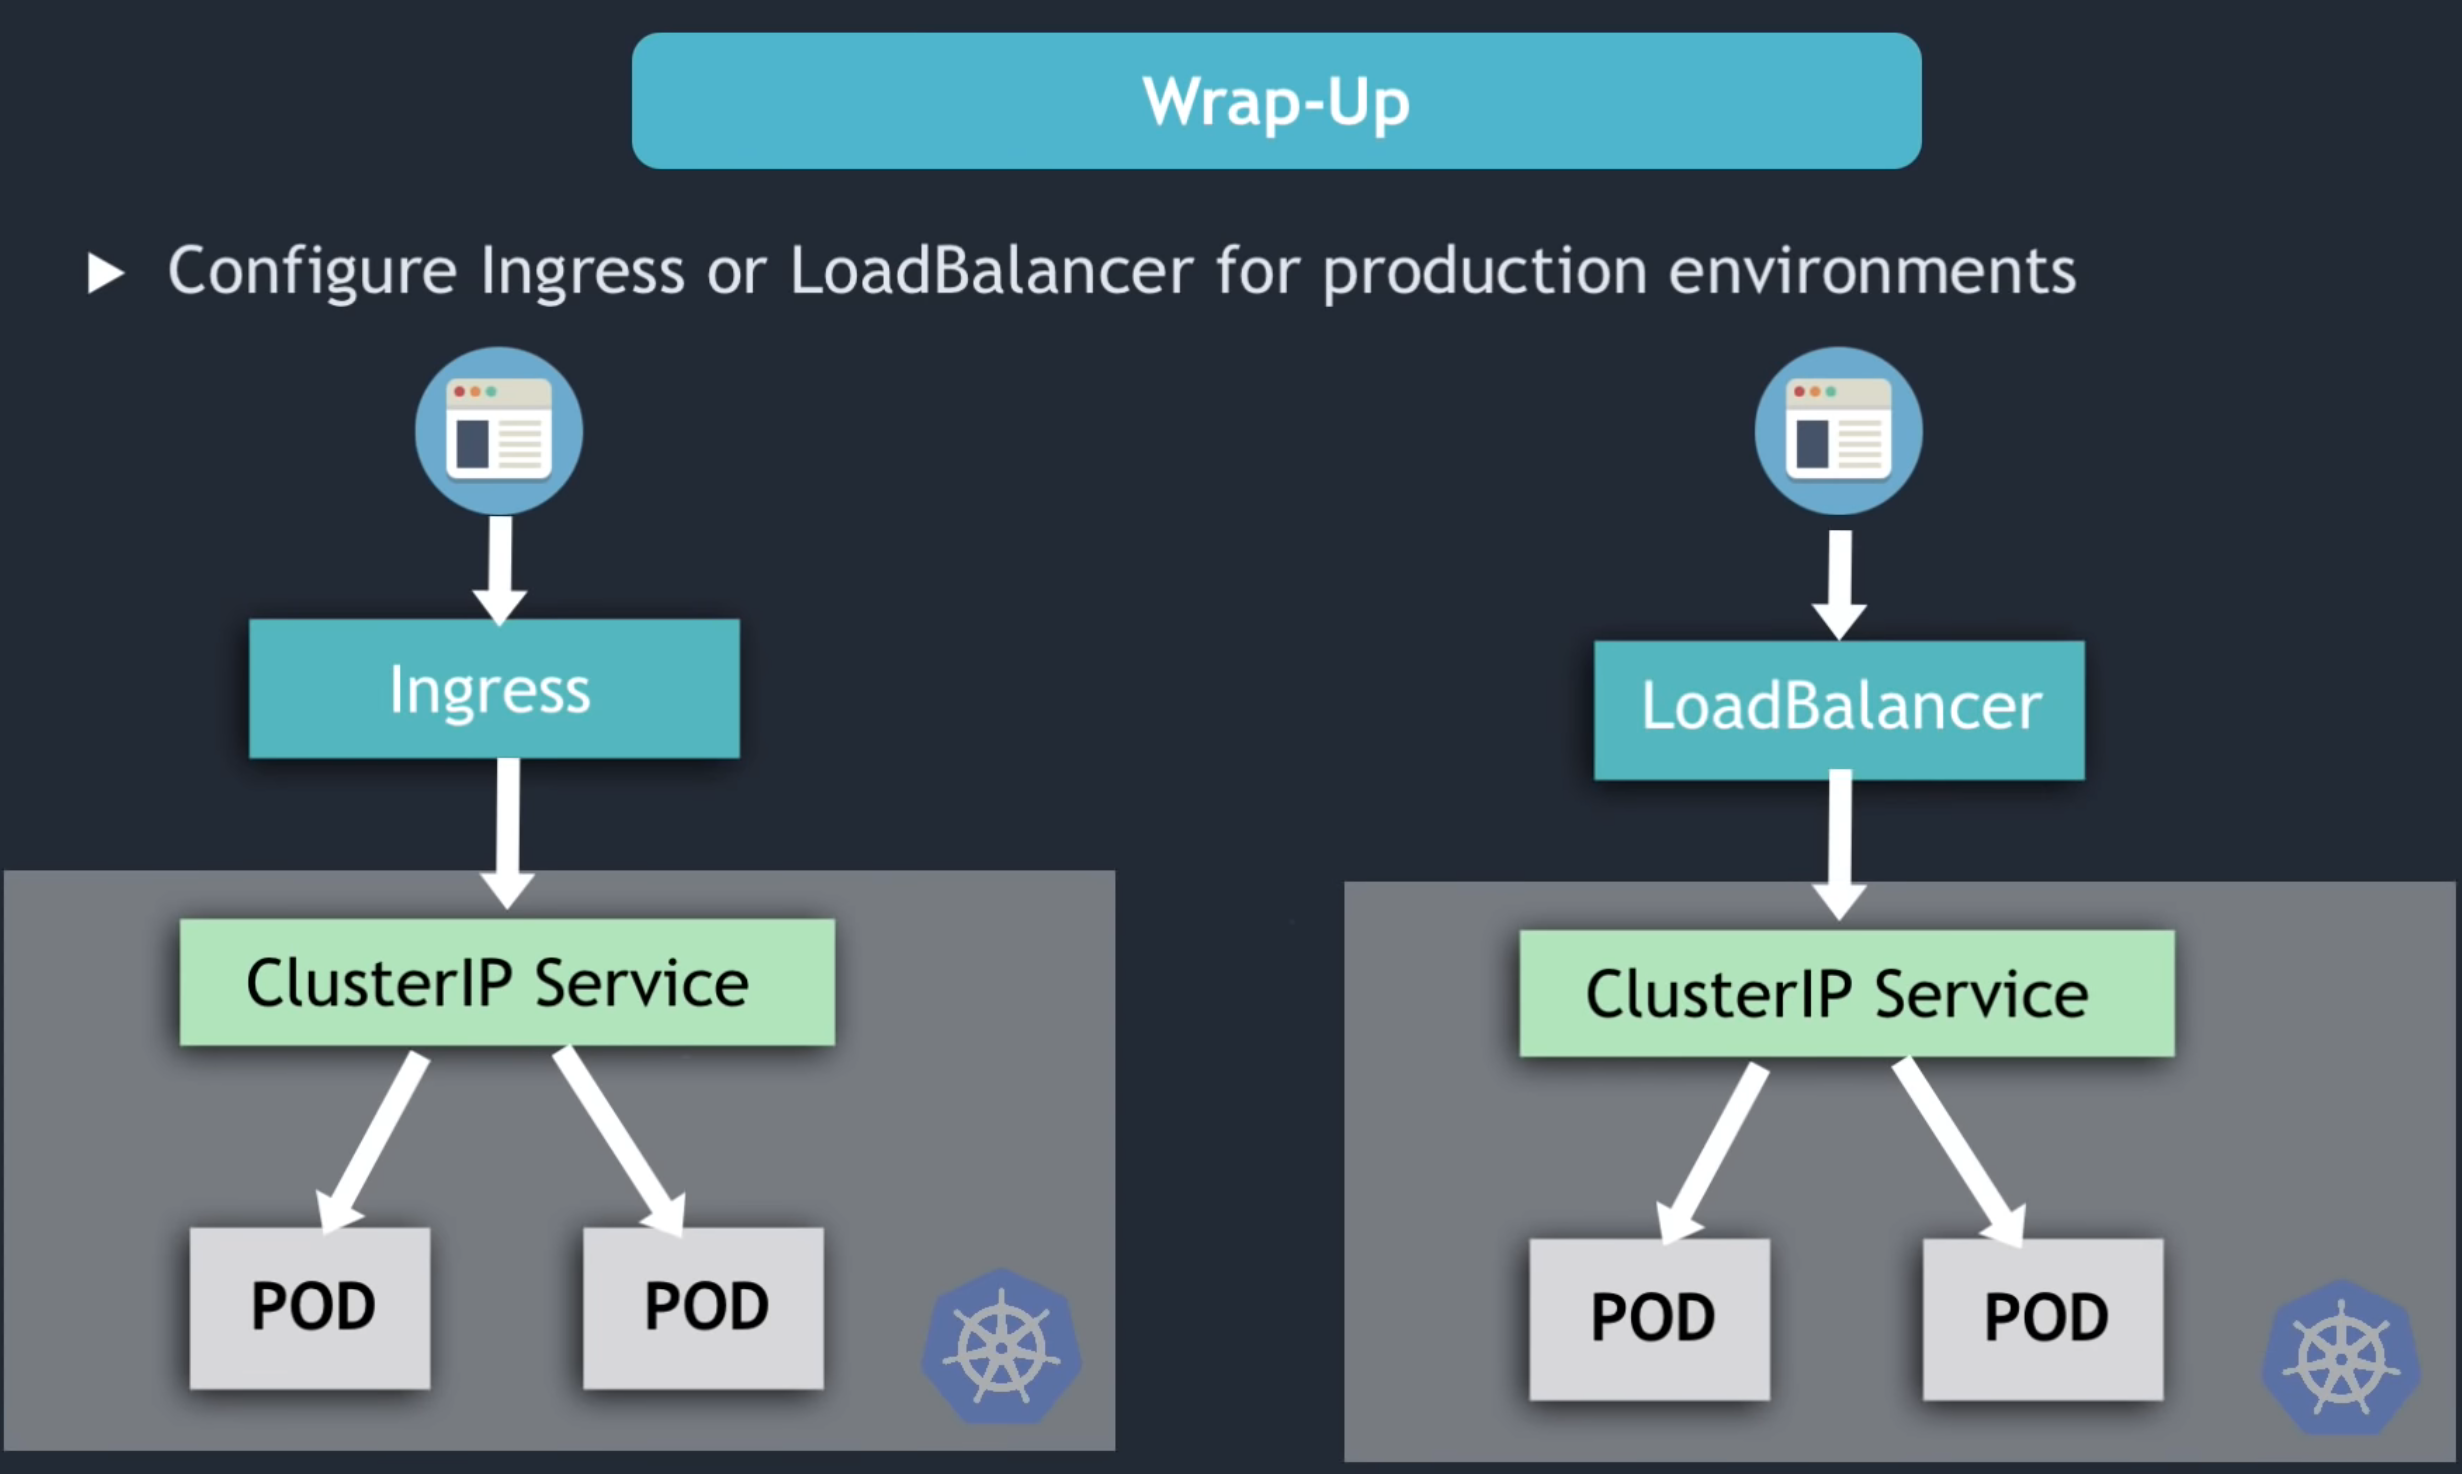 Wrap-Up
Configure Ingress or LoadBalancer for production environments
Ingress
ClusterIP Service
POD POD
LoadBalancer
ClusterIP Service
POD POD